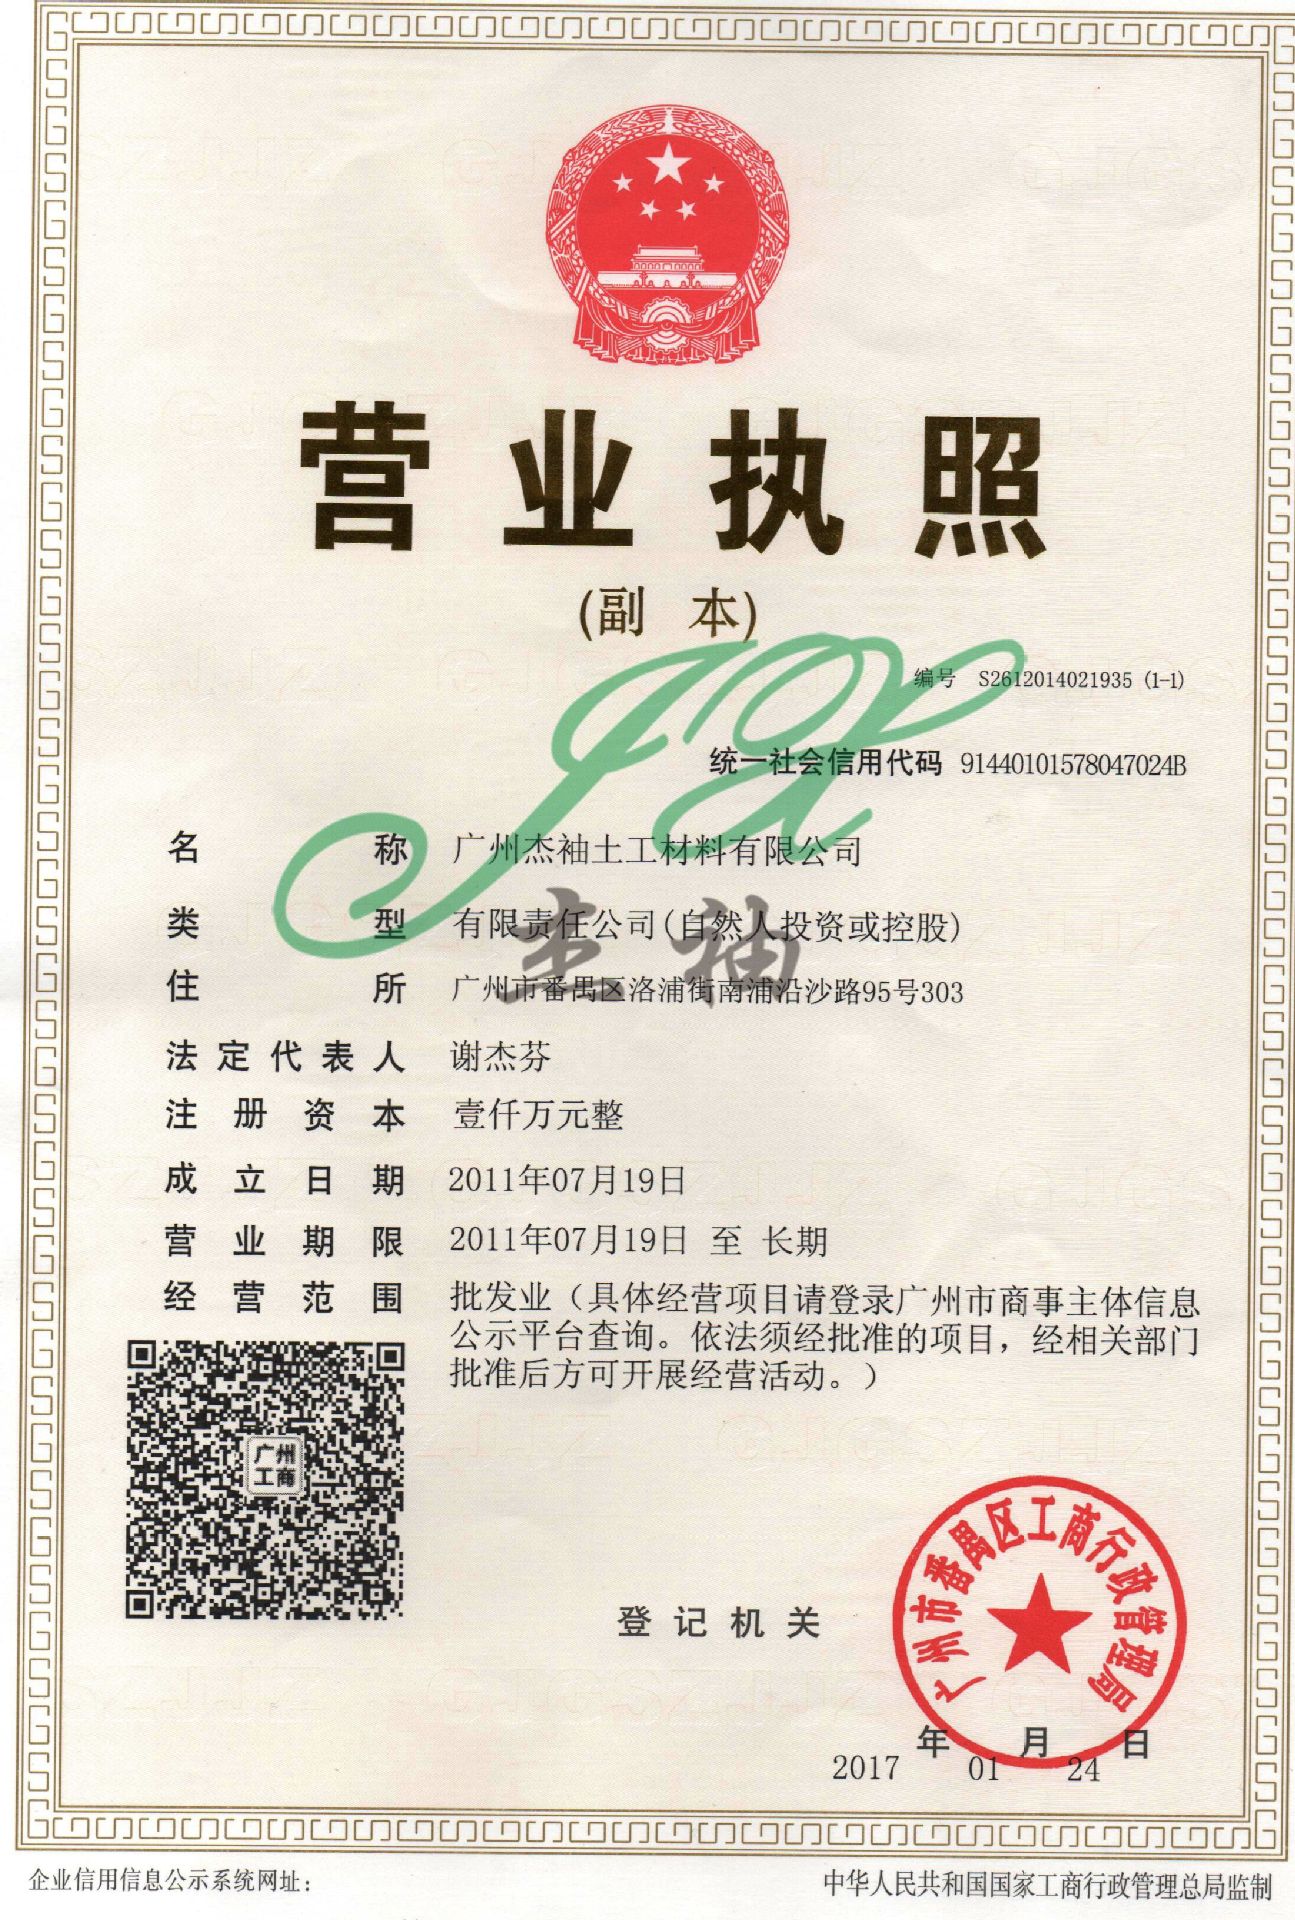 营业执照
(副 本)
编号 S2612014021935 (1-1)
统一社会信用代码 91440101578047024B
名称 广州杰袖土工材料有限公司
类型 有限责任公司(自然人投资或控股)
杰袖
住所 广州市番禺区洛浦街南浦沿沙路95号303
法定代表人 谢杰芬
注册资本 壹仟万元整
成立日期 2011年07月19日
营业期限 2011年07月19日 至 长期
经营范围 批发业（具体经营项目请登录广州市商事主体信息
公示平台查询。依法须经批准的项目，经相关部门
批准后方可开展经营活动。）
广州
工商
登记机关
广州市番禺区工商行政管理局
2017年01月24日
企业信用信息公示系统网址：
中华人民共和国国家工商行政管理总局监制